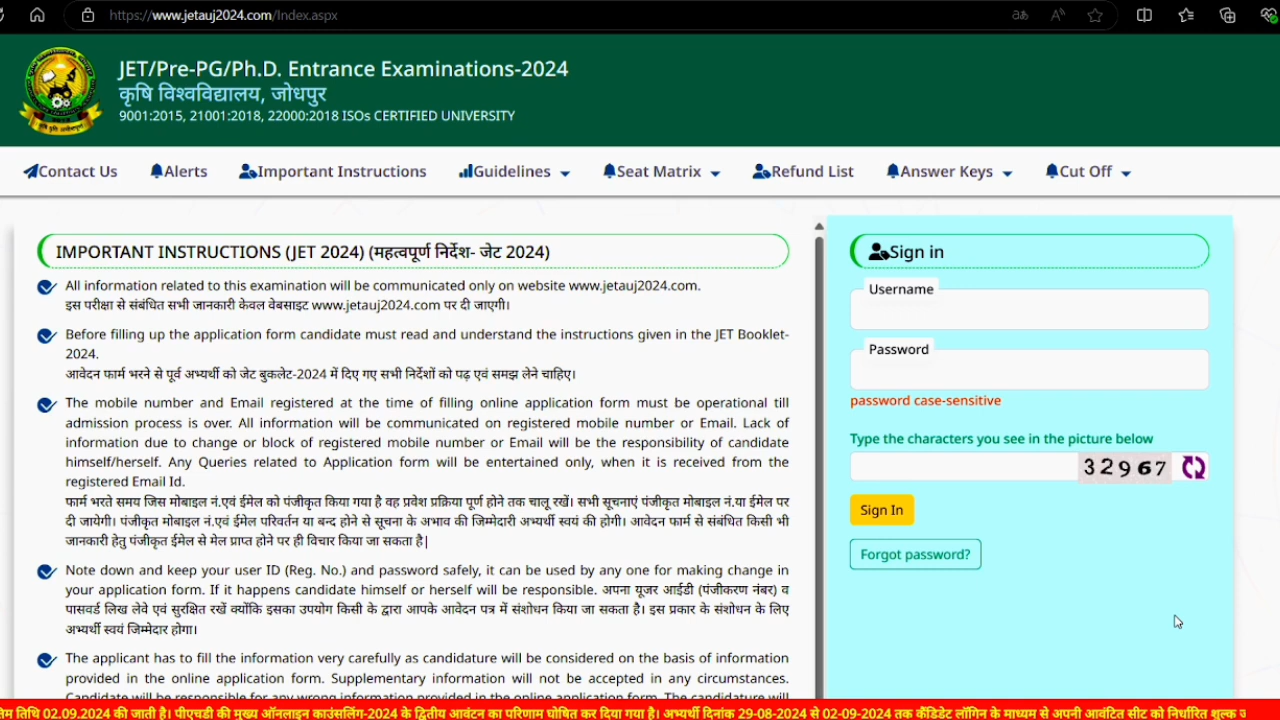 https://www.jetauj2024.com/Index.aspx
JET/Pre-PG/Ph.D. Entrance Examinations-2024
कृषि विश्वविद्यालय, जोधपुर
9001:2015, 21001:2018, 22000:2018 ISOs CERTIFIED UNIVERSITY
Contact Us Alerts Important Instructions Guidelines Seat Matrix Refund List Answer Keys Cut Off
IMPORTANT INSTRUCTIONS (JET 2024) (महत्वपूर्ण निर्देश- जेट 2024)
All information related to this examination will be communicated only on website www.jetauj2024.com.
इस परीक्षा से संबंधित सभी जानकारी केवल वेबसाइट www.jetauj2024.com पर दी जाएगी।
Before filling up the application form candidate must read and understand the instructions given in the JET Booklet-
2024.
आवेदन फार्म भरने से पूर्व अभ्यर्थी को जेट बुकलेट-2024 में दिए गए सभी निर्देशों को पढ़ एवं समझ लेने चाहिए।
The mobile number and Email registered at the time of filling online application form must be operational till
admission process is over. All information will be communicated on registered mobile number or Email. Lack of
information due to change or block of registered mobile number or Email will be the responsibility of candidate
himself/herself. Any Queries related to Application form will be entertained only, when it is received from the
registered Email Id.
फार्म भरते समय जिस मोबाइल नं.एवं ईमेल को पंजीकृत किया गया है वह प्रवेश प्रक्रिया पूर्ण होने तक चालू रखें। सभी सूचनाएं पंजीकृत मोबाइल नं.या ईमेल पर
दी जायेगी। पंजीकृत मोबाइल नं.एवं ईमेल परिवर्तन या बन्द होने से सूचना के अभाव की जिम्मेदारी अभ्यर्थी स्वयं की होगी। आवेदन फार्म से संबंधित किसी भी
जानकारी हेतु पंजीकृत ईमेल से मेल प्राप्त होने पर ही विचार किया जा सकता है|
Note down and keep your user ID (Reg. No.) and password safely, it can be used by any one for making change in
your application form. If it happens candidate himself or herself will be responsible. अपना यूजर आईडी (पंजीकरण नंबर) व
पासवर्ड लिख लेवे एवं सुरक्षित रखें क्योंकि इसका उपयोग किसी के द्वारा आपके आवेदन पत्र में संशोधन किया जा सकता है। इस प्रकार के संशोधन के लिए
अभ्यर्थी स्वयं जिम्मेदार होगा।
The applicant has to fill the information very carefully as candidature will be considered on the basis of information
provided in the online application form. Supplementary information will not be accepted in any circumstances.
Candidate will be responsible for any wrong information provided in the online application form. The candidature will
Sign in
Username
Password
password case-sensitive
Type the characters you see in the picture below
32967
Sign In
Forgot password?
तिथि 02.09.2024 की जाती है। पीएचडी की मुख्य ऑनलाइन काउंसलिंग-2024 के द्वितीय आवंटन का परिणाम घोषित कर दिया गया है। अभ्यर्थी दिनांक 29-08-2024 से 02-09-2024 तक कैंडिडेट लॉगिन के माध्यम से अपनी आवंटित सीट को निर्धारित शुल्क